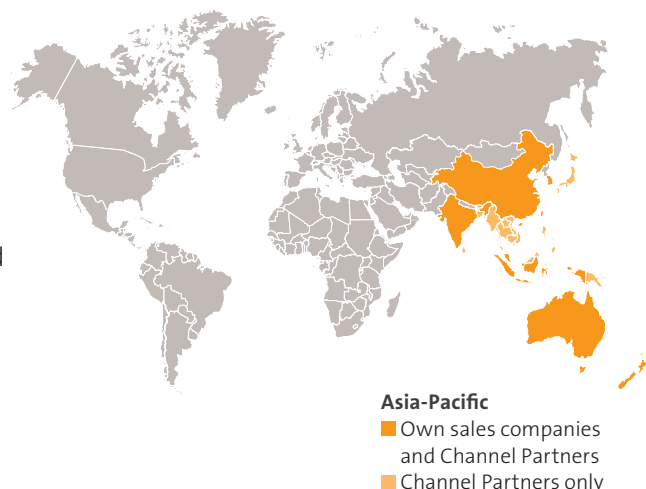 Asia-Pacific
Own sales companies
and Channel Partners
Channel Partners only